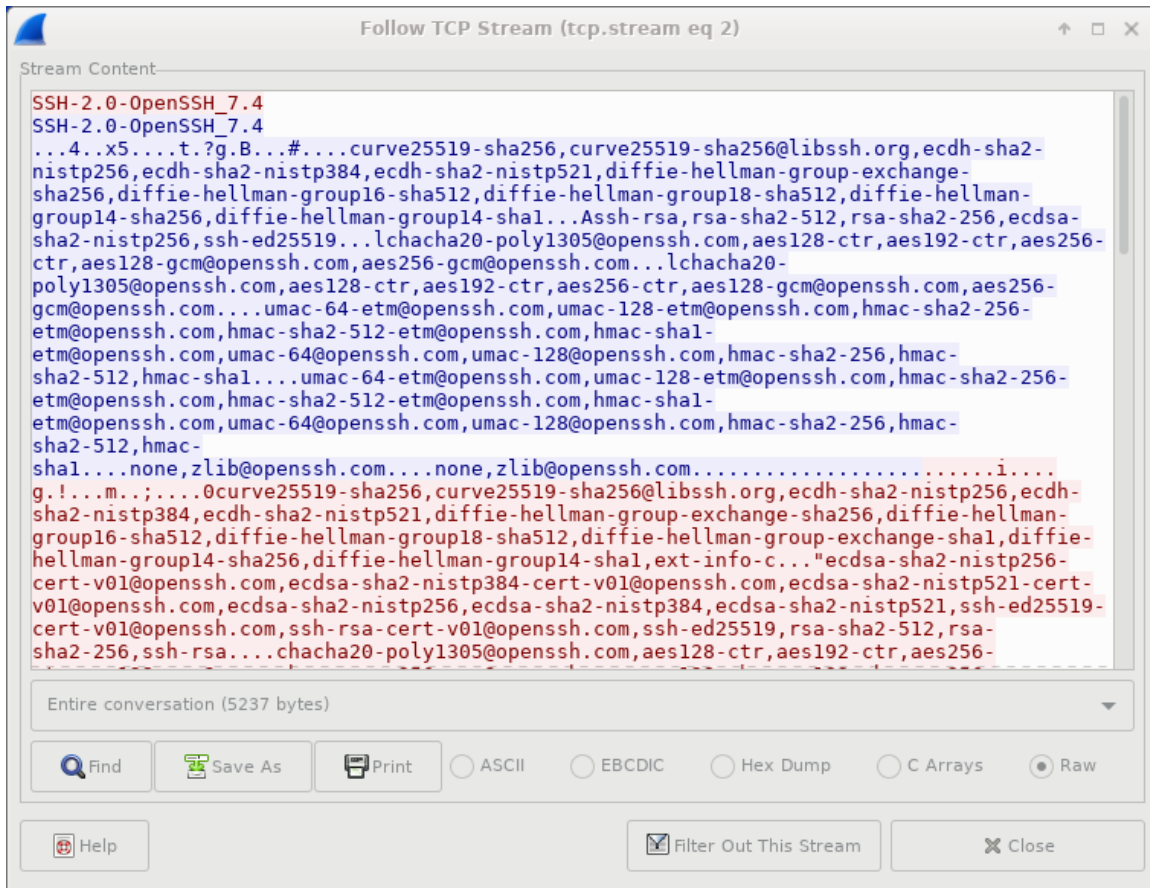 Follow TCP Stream (tcp.stream eq 2)
Stream Content
SSH-2.0-OpenSSH_7.4
SSH-2.0-OpenSSH_7.4
...4..x5....t.?g.B...#....curve25519-sha256,curve25519-sha256@libssh.org,ecdh-sha2-
nistp256,ecdh-sha2-nistp384,ecdh-sha2-nistp521,diffie-hellman-group-exchange-
sha256,diffie-hellman-group16-sha512,diffie-hellman-group18-sha512,diffie-hellman-
group14-sha256,diffie-hellman-group14-sha1...Assh-rsa,rsa-sha2-512,rsa-sha2-256,ecdsa-
sha2-nistp256,ssh-ed25519...lchacha20-poly1305@openssh.com,aes128-ctr,aes192-ctr,aes256-
ctr,aes128-gcm@openssh.com,aes256-gcm@openssh.com...lchacha20-
poly1305@openssh.com,aes128-ctr,aes192-ctr,aes256-ctr,aes128-gcm@openssh.com,aes256-
gcm@openssh.com....umac-64-etm@openssh.com,umac-128-etm@openssh.com,hmac-sha2-256-
etm@openssh.com,hmac-sha2-512-etm@openssh.com,hmac-sha1-
etm@openssh.com,umac-64@openssh.com,umac-128@openssh.com,hmac-sha2-256,hmac-
sha2-512,hmac-sha1....umac-64-etm@openssh.com,umac-128-etm@openssh.com,hmac-sha2-256-
etm@openssh.com,hmac-sha2-512-etm@openssh.com,hmac-sha1-
etm@openssh.com,umac-64@openssh.com,umac-128@openssh.com,hmac-sha2-256,hmac-
sha2-512,hmac-
sha1....none,zlib@openssh.com....none,zlib@openssh.com.........................i....
g.!...m..;....0curve25519-sha256,curve25519-sha256@libssh.org,ecdh-sha2-nistp256,ecdh-
sha2-nistp384,ecdh-sha2-nistp521,diffie-hellman-group-exchange-sha256,diffie-hellman-
group16-sha512,diffie-hellman-group18-sha512,diffie-hellman-group-exchange-sha1,diffie-
hellman-group14-sha256,diffie-hellman-group14-sha1,ext-info-c..."ecdsa-sha2-nistp256-
cert-v01@openssh.com,ecdsa-sha2-nistp384-cert-v01@openssh.com,ecdsa-sha2-nistp521-cert-
v01@openssh.com,ecdsa-sha2-nistp256,ecdsa-sha2-nistp384,ecdsa-sha2-nistp521,ssh-ed25519-
cert-v01@openssh.com,ssh-rsa-cert-v01@openssh.com,ssh-ed25519,rsa-sha2-512,rsa-
sha2-256,ssh-rsa....chacha20-poly1305@openssh.com,aes128-ctr,aes192-ctr,aes256-
Entire conversation (5237 bytes)
Find Save As Print ASCII EBCDIC Hex Dump C Arrays Raw
Help Filter Out This Stream Close